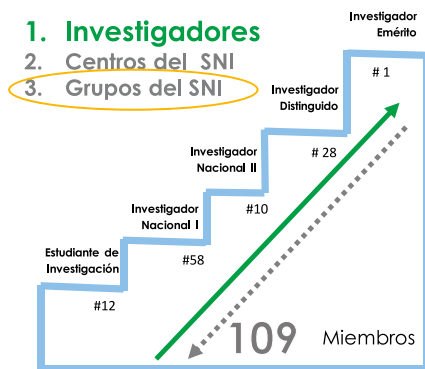 1. Investigadores
2. Centros del SNI
3. Grupos del SNI
Investigador
Emérito
# 1
Investigador
Distinguido
# 28
Investigador
Nacional II
#10
Investigador
Nacional I
#58
Estudiante de
Investigación
#12
109 Miembros